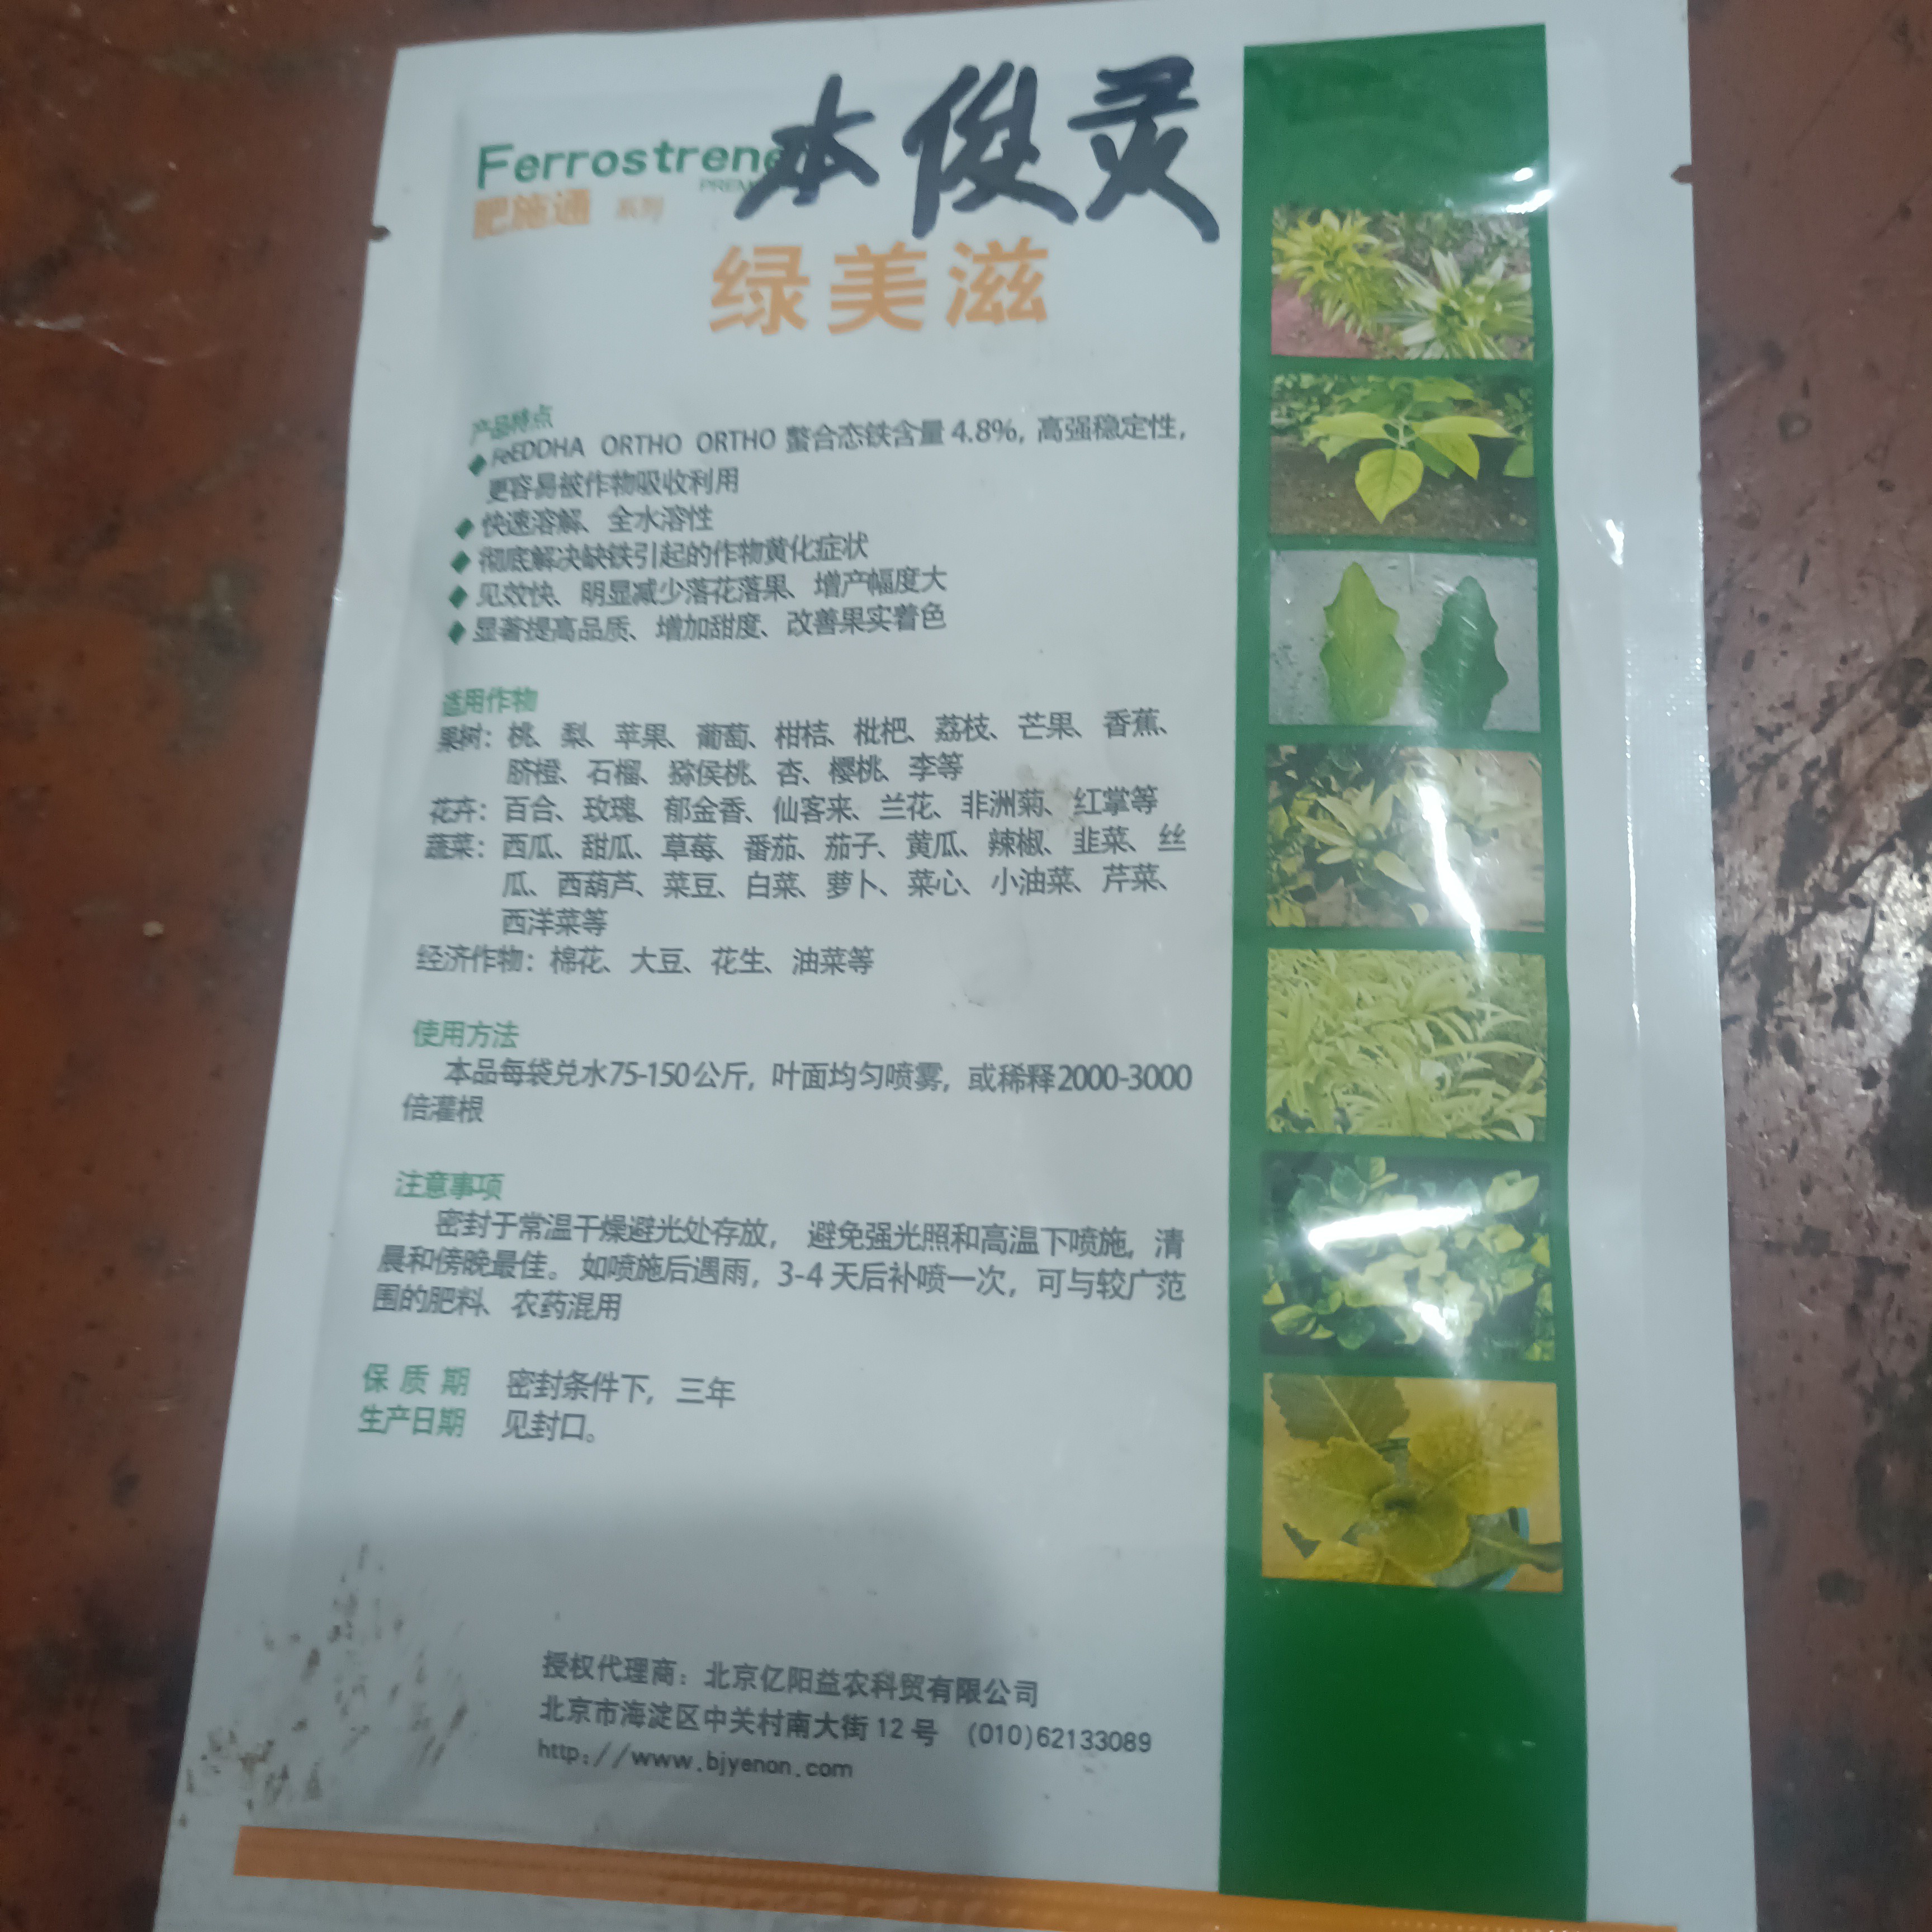 本俊灵
Ferrostrene
肥施通 系列
绿美滋
产品特点
◆ FeEDDHA ORTHO ORTHO 螯合态铁含量 4.8%, 高强稳定性,
更容易被作物吸收利用
◆ 快速溶解、全水溶性
◆ 彻底解决缺铁引起的作物黄化症状
◆ 见效快、明显减少落花落果、增产幅度大
◆ 显著提高品质、增加甜度、改善果实着色
适用作物
果树：桃、梨、苹果、葡萄、柑桔、枇杷、荔枝、芒果、香蕉、
脐橙、石榴、猕侯桃、杏、樱桃、李等
花卉：百合、玫瑰、郁金香、仙客来、兰花、非洲菊、红掌等
蔬菜：西瓜、甜瓜、草莓、番茄、茄子、黄瓜、辣椒、韭菜、丝
瓜、西葫芦、菜豆、白菜、萝卜、菜心、小油菜、芹菜、
西洋菜等
经济作物：棉花、大豆、花生、油菜等
使用方法
本品每袋兑水75-150公斤, 叶面均匀喷雾, 或稀释2000-3000
倍灌根
注意事项
密封于常温干燥避光处存放, 避免强光照和高温下喷施, 清
晨和傍晚最佳。如喷施后遇雨, 3-4 天后补喷一次, 可与较广范
围的肥料、农药混用
保 质 期 密封条件下, 三年
生产日期 见封口。
授权代理商：北京亿阳益农科贸有限公司
北京市海淀区中关村南大街 12 号 (010)62133089
http://www.bjyenon.com